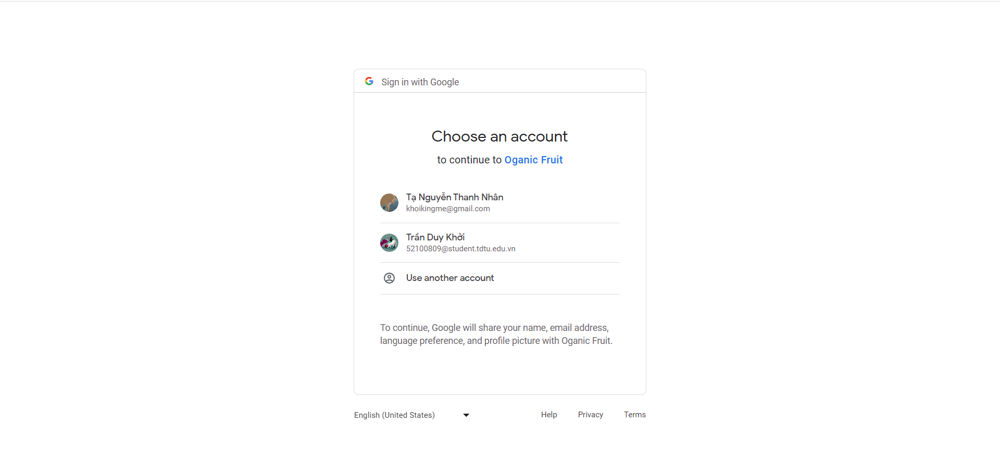 Sign in with Google
Choose an account
to continue to Oganic Fruit
Tạ Nguyễn Thanh Nhân
khoikingme@gmail.com
Trần Duy Khởi
52100809@student.tdtu.edu.vn
Use another account
To continue, Google will share your name, email address,
language preference, and profile picture with Oganic Fruit.
English (United States)
Help
Privacy
Terms